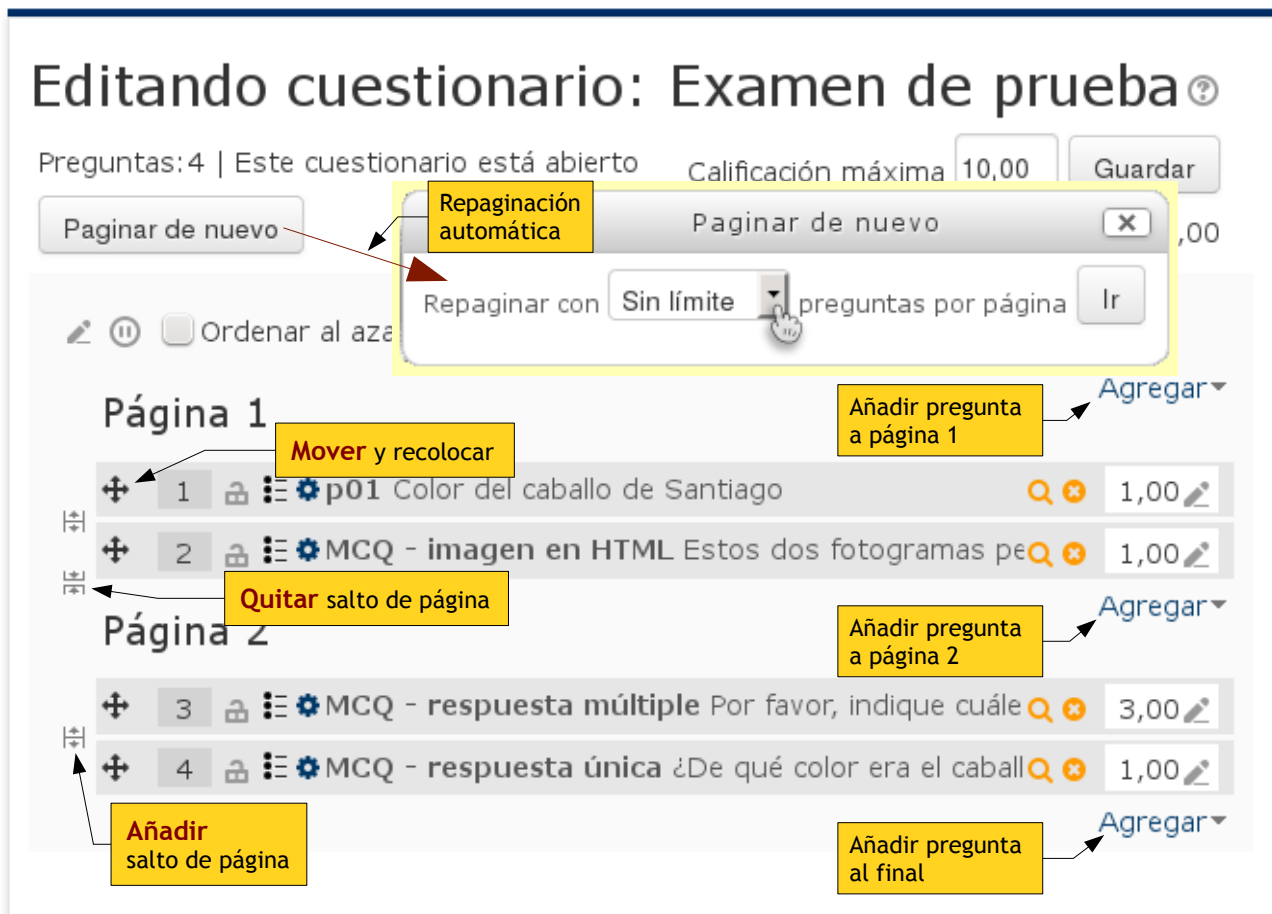 Editando cuestionario: Examen de prueba
Preguntas: 4 | Este cuestionario está abierto
Calificación máxima 10,00 Guardar
Paginar de nuevo
Repaginación
automática
Paginar de nuevo
,00
Repaginar con Sin límite preguntas por página Ir
Ordenar al aza
Agregar
Añadir pregunta
a página 1
Página 1
Mover y recolocar
1 p01 Color del caballo de Santiago 1,00
2 MCQ - imagen en HTML Estos dos fotogramas pe 1,00
Quitar salto de página
Agregar
Añadir pregunta
a página 2
Página 2
3 MCQ - respuesta múltiple Por favor, indique cuále 3,00
4 MCQ - respuesta única ¿De qué color era el caball 1,00
Añadir
salto de página
Agregar
Añadir pregunta
al final